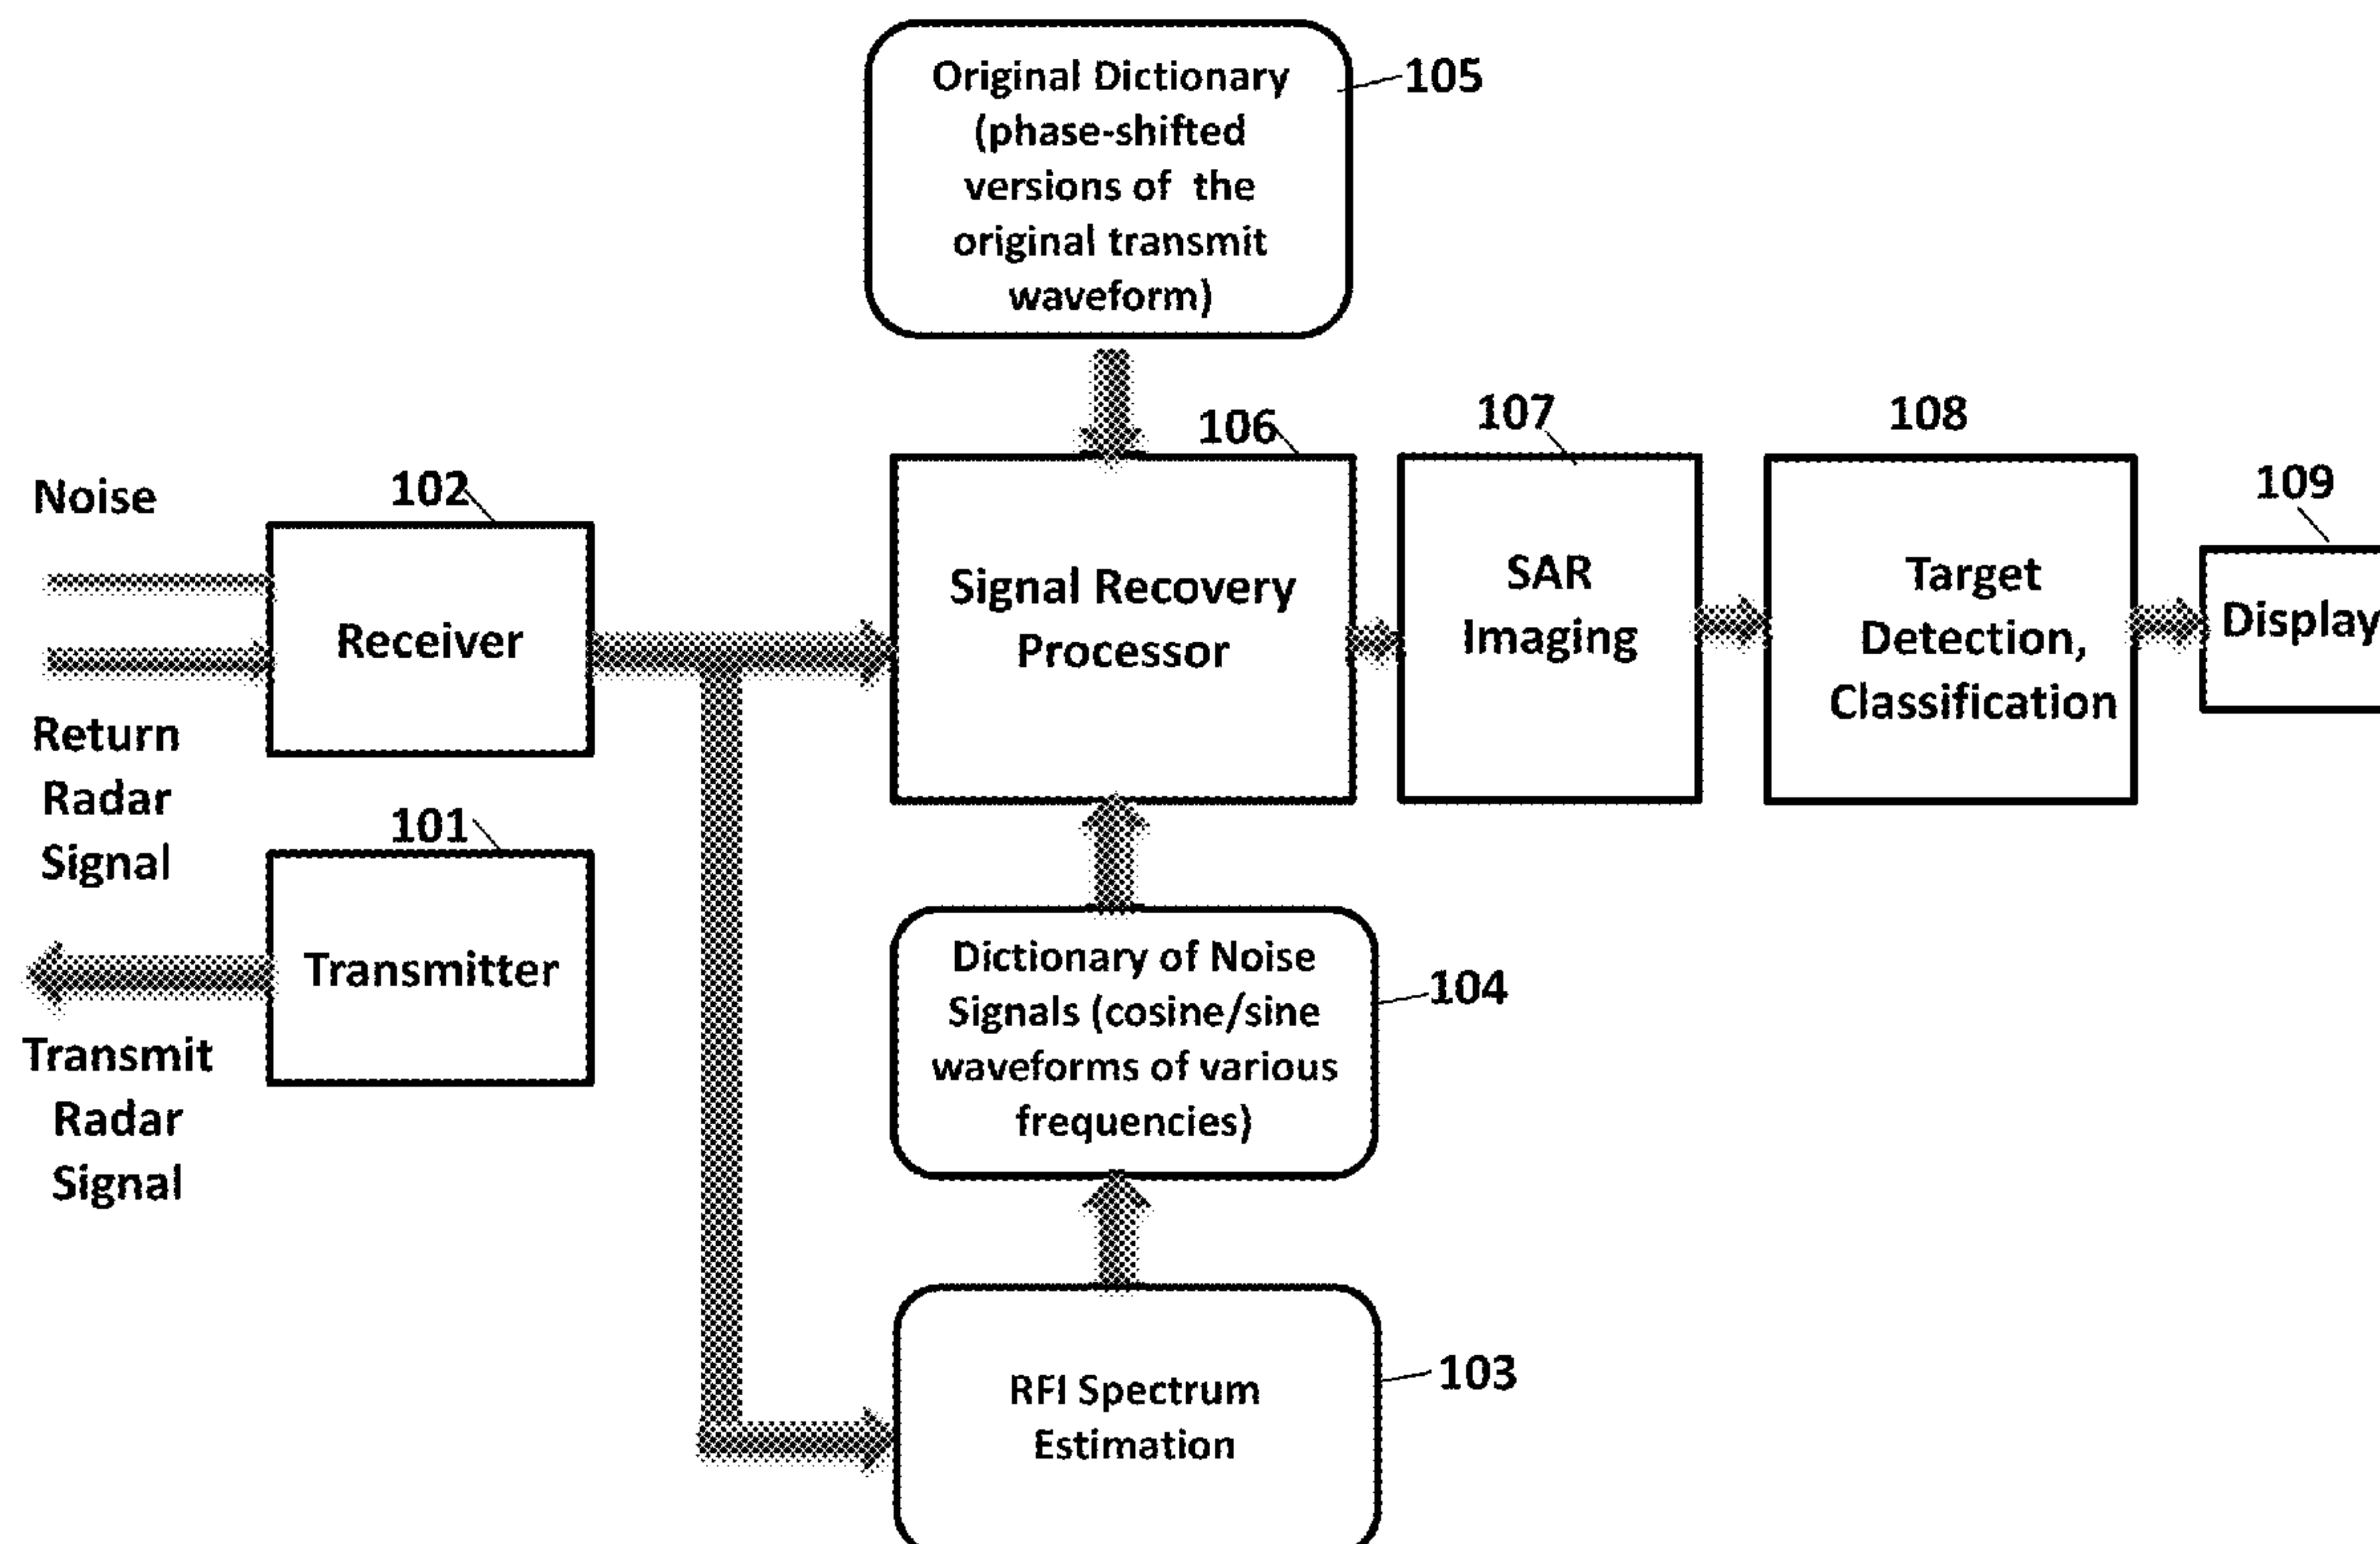 Original Dictionary
(phase-shifted
versions of the
original transmit
waveform)
105
106
107
108
109
Noise
102
Receiver
Return
Radar
Signal
Signal Recovery
Processor
SAR
Imaging
Target
Detection,
Classification
Display
101
Transmitter
Transmit
Radar
Signal
Dictionary of Noise
Signals (cosine/sine
waveforms of various
frequencies)
104
RFI Spectrum
Estimation
103